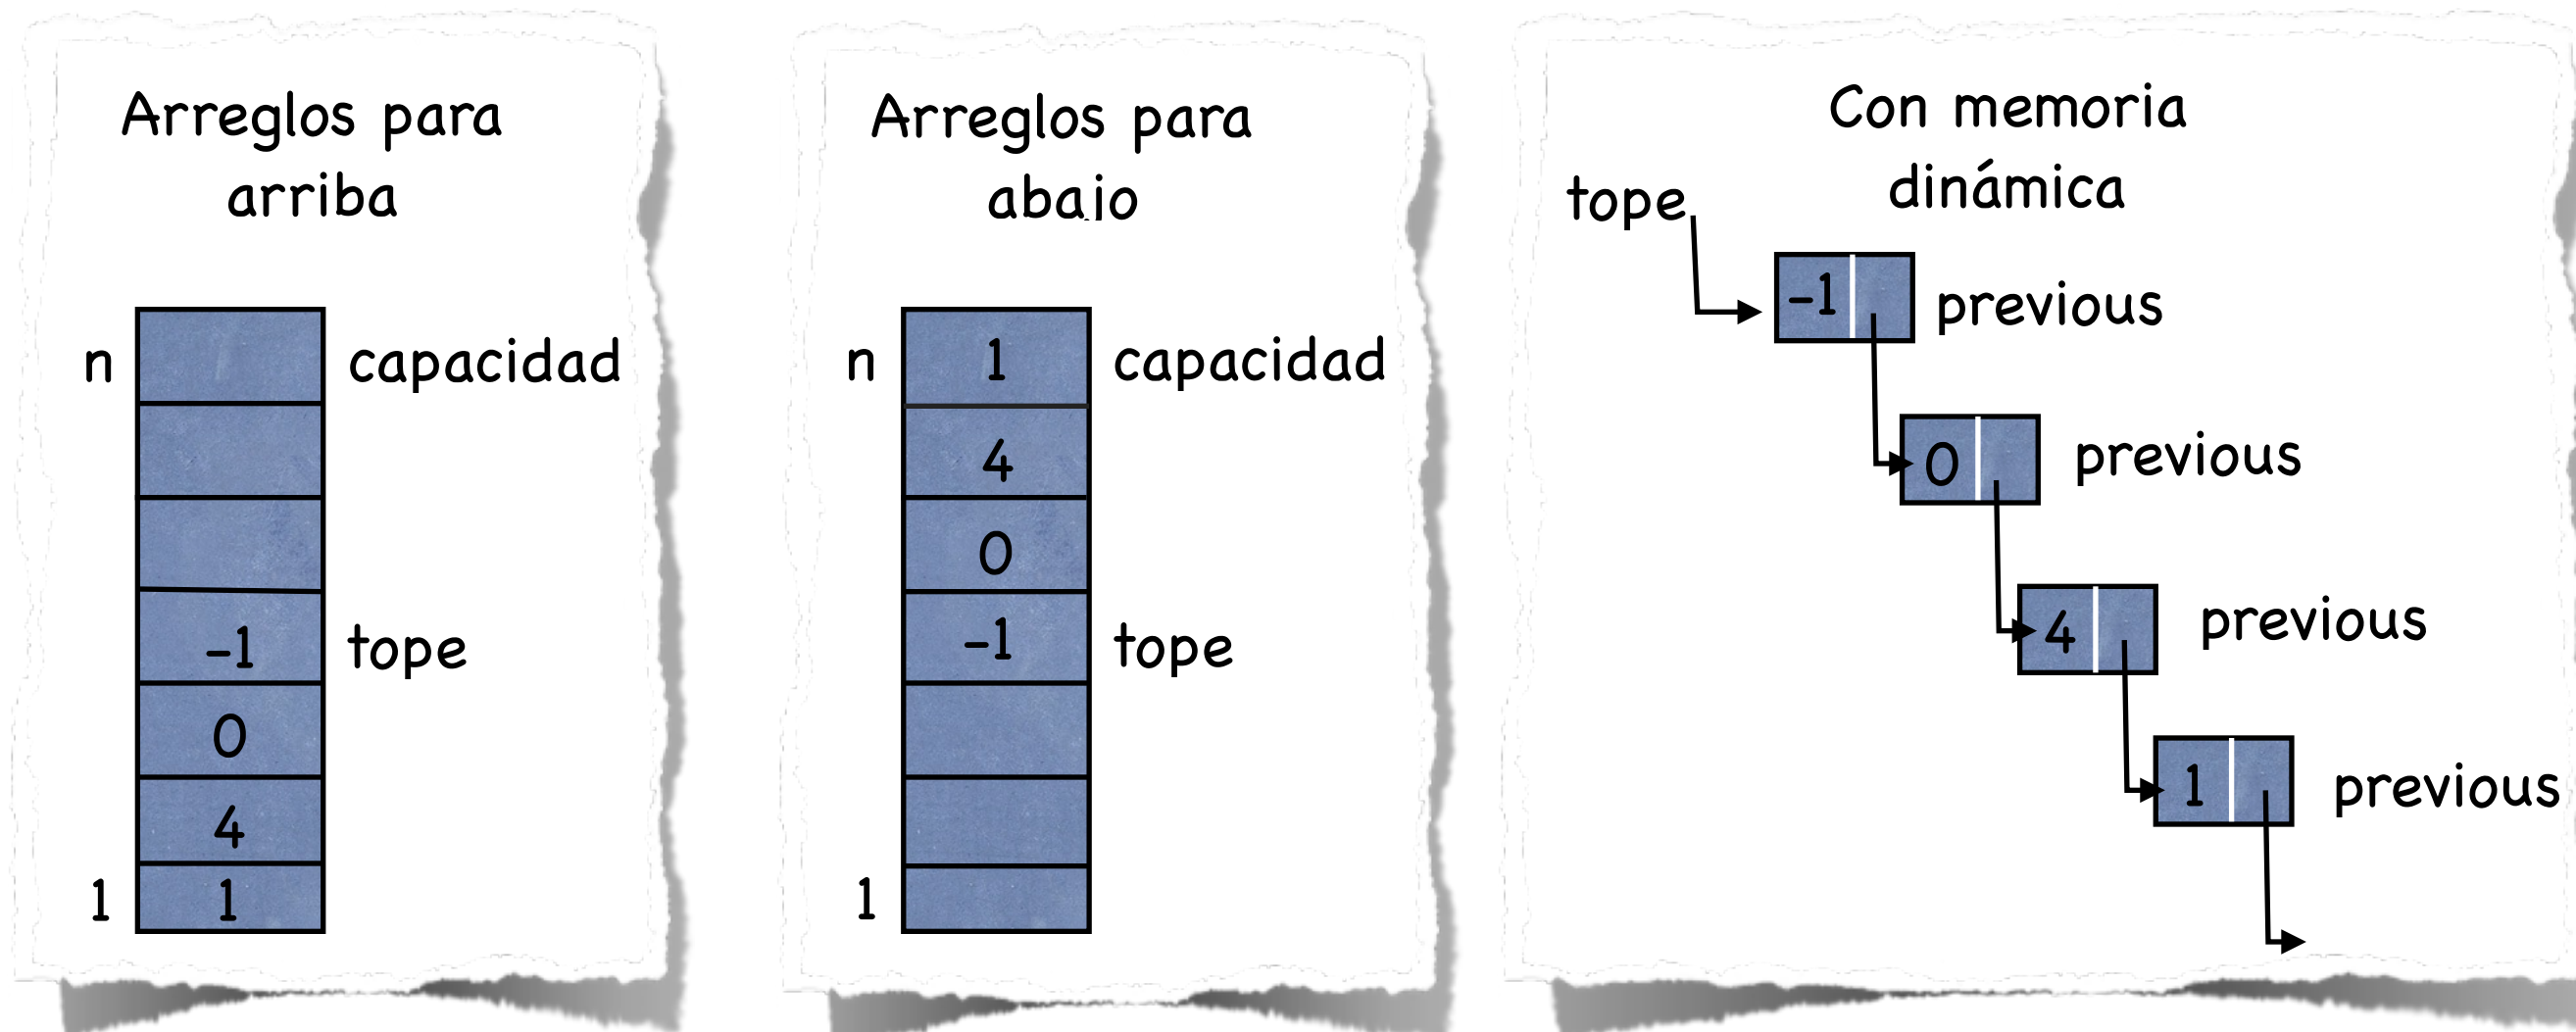 Arreglos para
arriba
n capacidad
-1 tope
0
4
1 1
Arreglos para
abajo
n 1 capacidad
4
0
-1 tope
1
Con memoria
dinámica
tope
-1 previous
0 previous
4 previous
1 previous